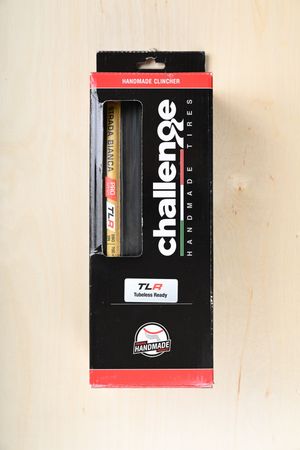 HANDMADE CLINCHER
STRADA BIANCA
PRO
TLR
challenge
HANDMADE TIRES
TLR
Tubeless Ready
HANDMADE